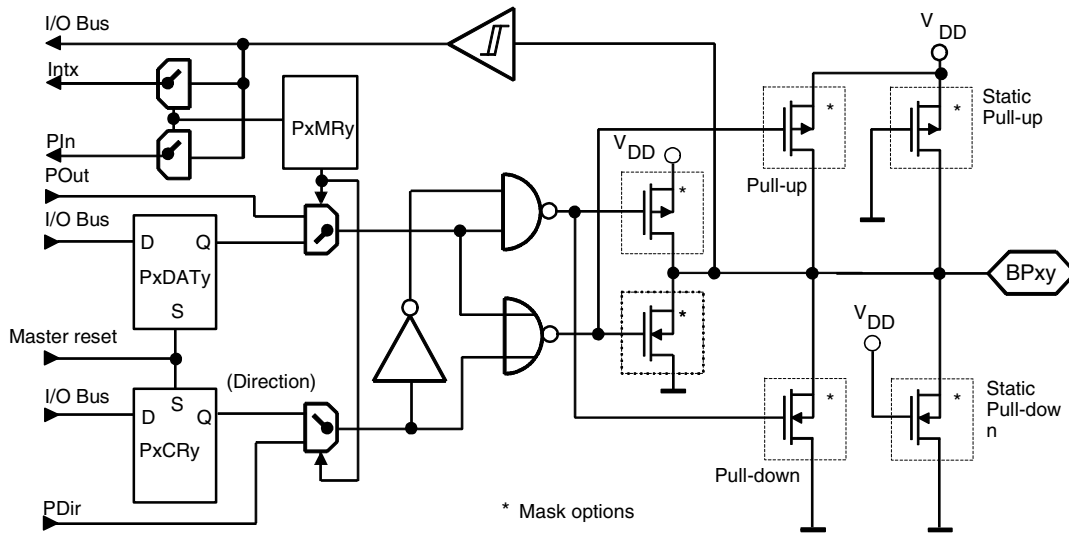 I/O Bus
V
DD
Intx
*
*
Static
Pull-up
PxMRy
PIn
V
DD
*
Pull-up
POut
I/O Bus
D
Q
PxDATy
S
BPxy
*
V
DD
Master reset
I/O Bus
(Direction)
S
D
Q
PxCRy
*
*
Static
Pull-dow
n
Pull-down
PDir
* Mask options